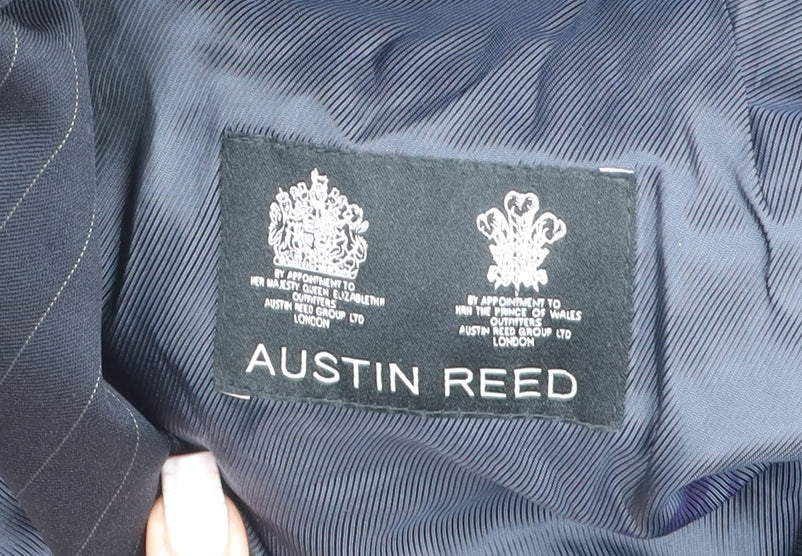 BY APPOINTMENT TO
HER MAJESTY QUEEN ELIZABETH II
OUTFITTERS
AUSTIN REED GROUP LTD
LONDON
BY APPOINTMENT TO
HRH THE PRINCE OF WALES
OUTFITTERS
AUSTIN REED GROUP LTD
LONDON
AUSTIN REED